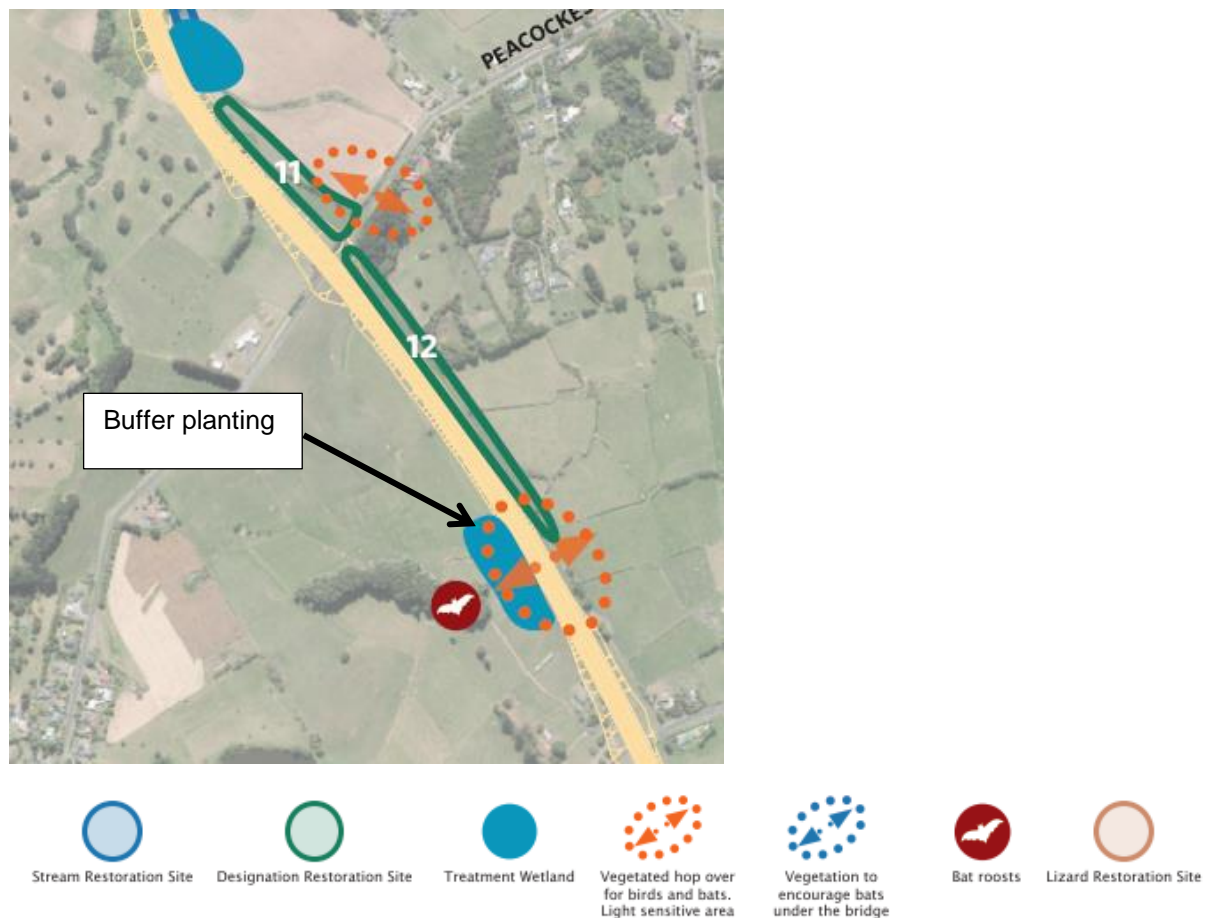 PEACOCKES
11
12
Buffer planting
Stream Restoration Site
Designation Restoration Site
Treatment Wetland
Vegetated hop over
for birds and bats.
Light sensitive area
Vegetation to
encourage bats
under the bridge
Bat roosts
Lizard Restoration Site